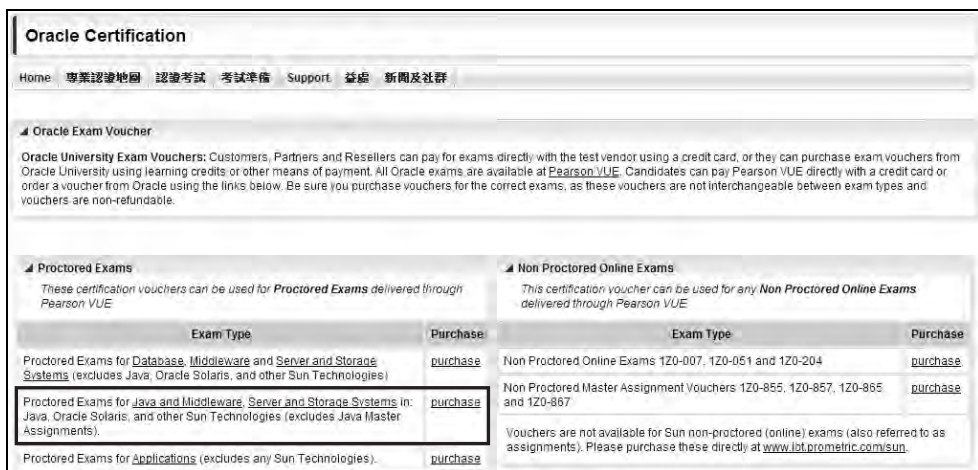 Oracle Certification
Home 專業認證地圖 認證考試 考試準備 Support 益處 新聞及社群
Oracle Exam Voucher
Oracle University Exam Vouchers: Customers, Partners and Resellers can pay for exams directly with the test vendor using a credit card, or they can purchase exam vouchers from
Oracle University using learning credits or other means of payment. All Oracle exams are available at Pearson VUE. Candidates can pay Pearson VUE directly with a credit card or
order a voucher from Oracle using the links below. Be sure you purchase vouchers for the correct exams, as these vouchers are not interchangeable between exam types and
vouchers are non-refundable.
Proctored Exams
These certification vouchers can be used for Proctored Exams delivered through
Pearson VUE
Exam Type Purchase
Proctored Exams for Database, Middleware and Server and Storage
Systems (excludes Java, Oracle Solaris, and other Sun Technologies)
purchase
Proctored Exams for Java and Middleware, Server and Storage Systems in:
Java, Oracle Solaris, and other Sun Technologies (excludes Java Master
Assignments).
purchase
Proctored Exams for Applications (excludes any Sun Technologies).
purchase
Non Proctored Online Exams
This certification voucher can be used for any Non Proctored Online Exams
delivered through Pearson VUE
Exam Type Purchase
Non Proctored Online Exams 1Z0-007, 1Z0-051 and 1Z0-204
purchase
Non Proctored Master Assignment Vouchers 1Z0-855, 1Z0-857, 1Z0-865
and 1Z0-867
purchase
Vouchers are not available for Sun non-proctored (online) exams (also referred to as
assignments). Please purchase these directly at www.ibt.prometric.com/sun.